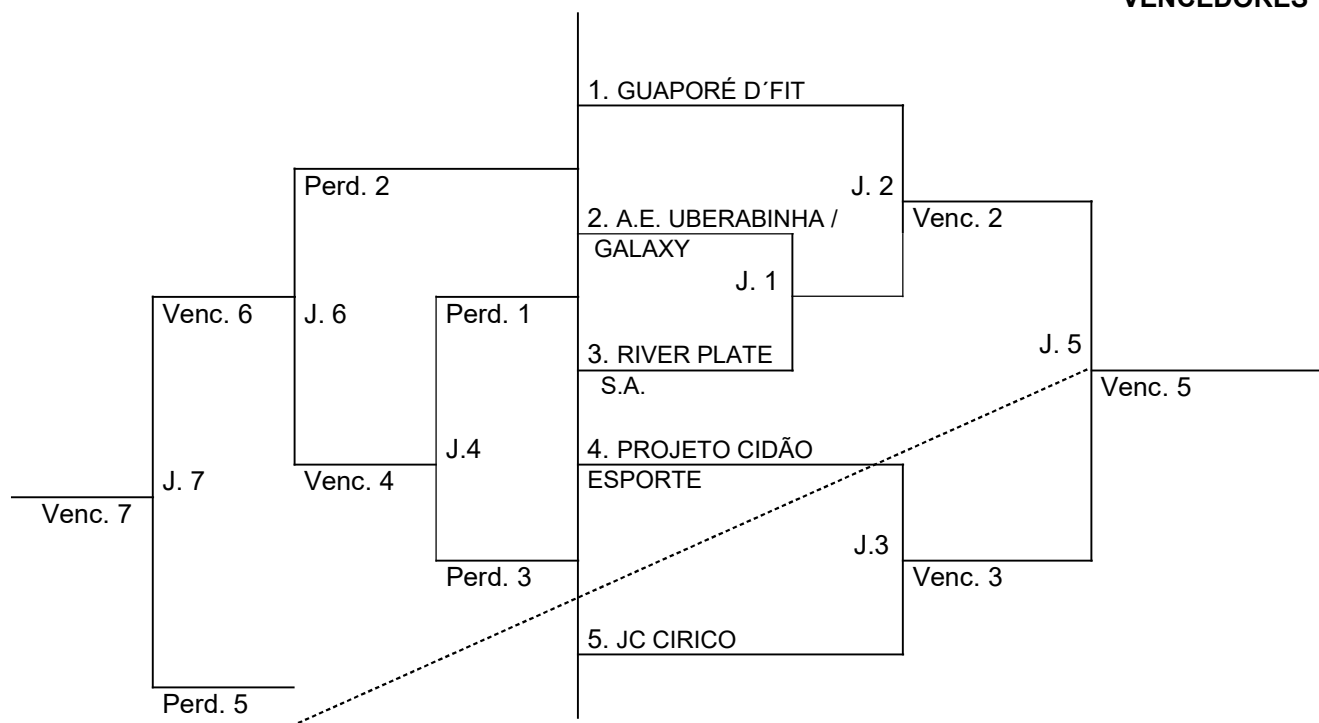 VENCEDORES
1. GUAPORÉ D´FIT
Perd. 2
J. 2
2. A.E. UBERABINHA /
GALAXY
Venc. 2
J. 1
Venc. 6
J. 6
Perd. 1
3. RIVER PLATE
S.A.
J. 5
Venc. 5
J.4
4. PROJETO CIDÃO
ESPORTE
J. 7
Venc. 4
Venc. 7
J.3
Perd. 3
Venc. 3
5. JC CIRICO
Perd. 5